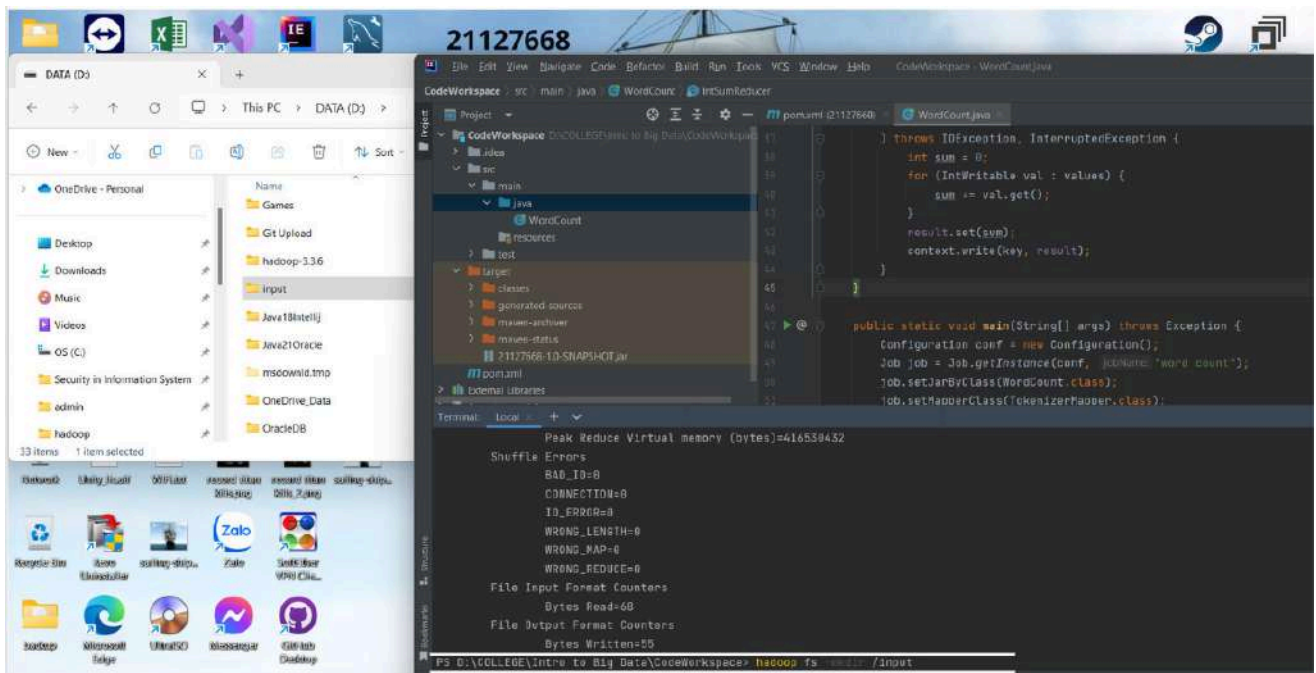 21127668
DATA (D:)
This PC > DATA (D:) >
New
Sort
OneDrive - Personal
Desktop
Downloads
Music
Videos
OS (C:)
Security in Information System
admin
hadoop
Name
Games
Git Upload
hadoop-3.3.6
input
Java18Intellij
Java21Oracle
msdownld.tmp
OneDrive_Data
OracleDB
33 items 1 item selected
Zalo
Recycle Bin
Zalo
Microsoft
Edge
UltraISO
Messenger
GitHub
Desktop
File Edit View Navigate Code Refactor Build Run Tools VCS Window Help CodeWorkspace - WordCount.java
CodeWorkspace > src > main > java > WordCount > IntSumReducer
Project
pom.xml (21127668)
WordCount.java
CodeWorkspace
.idea
src
main
java
WordCount
resources
test
target
classes
generated-sources
maven-archiver
maven-status
21127668-1.0-SNAPSHOT.jar
pom.xml
External Libraries
) throws IOException, InterruptedException {
int sum = 0;
for (IntWritable val : values) {
sum += val.get();
}
result.set(sum);
context.write(key, result);
}
45 }
public static void main(String[] args) throws Exception {
Configuration conf = new Configuration();
Job job = Job.getInstance(conf, jobName: "word count");
job.setJarByClass(WordCount.class);
job.setMapperClass(TokenizerMapper.class);
Terminal: Local
Peak Reduce Virtual memory (bytes)=416530432
Shuffle Errors
BAD_ID=0
CONNECTION=0
IO_ERROR=0
WRONG_LENGTH=0
WRONG_MAP=0
WRONG_REDUCE=0
File Input Format Counters
Bytes Read=68
File Output Format Counters
Bytes Written=55
PS D:\COLLEGE\Intro to Big Data\CodeWorkspace> hadoop fs -mkdir /input
Structure
Bookmarks